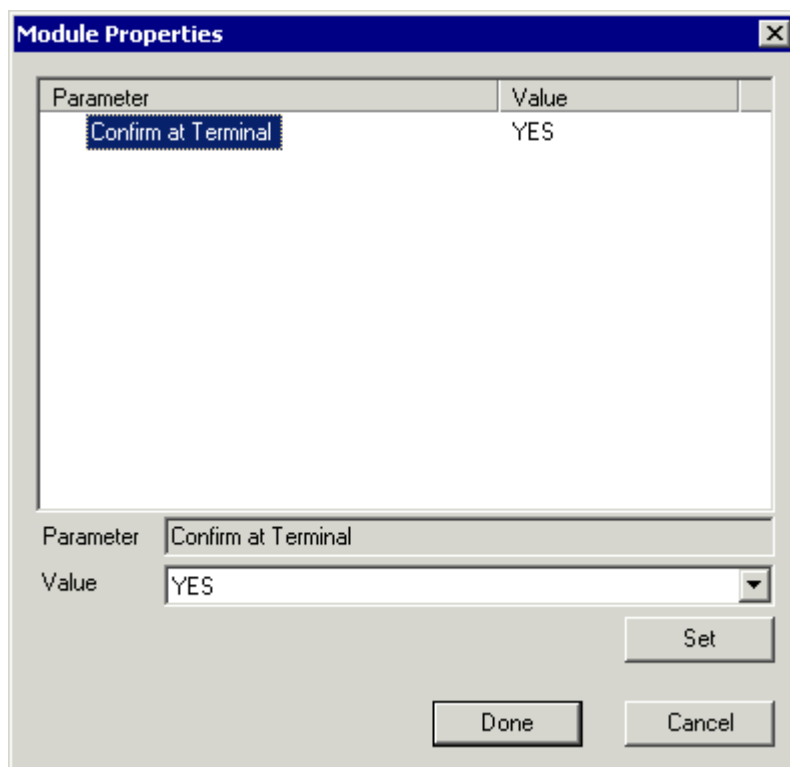 Module Properties
Parameter Value
Confirm at Terminal YES
Parameter Confirm at Terminal
Value YES
Set
Done Cancel